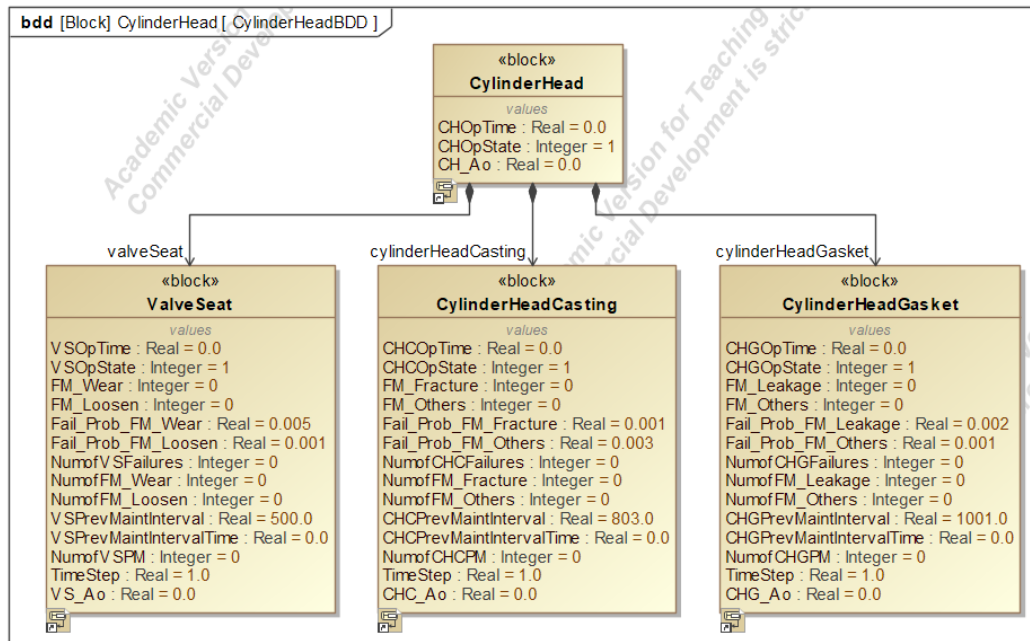 bdd [Block] CylinderHead [ CylinderHeadBDD ]
Academic Version for Teaching
Commercial Development is strict
«block»
CylinderHead
values
CHOpTime : Real = 0.0
CHOpState : Integer = 1
CH_Ao : Real = 0.0
valveSeat
cylinderHeadCasting
cylinderHeadGasket
«block»
ValveSeat
values
VSOpTime : Real = 0.0
VSOpState : Integer = 1
FM_Wear : Integer = 0
FM_Loosen : Integer = 0
Fail_Prob_FM_Wear : Real = 0.005
Fail_Prob_FM_Loosen : Real = 0.001
NumofVSFailures : Integer = 0
NumofFM_Wear : Integer = 0
NumofFM_Loosen : Integer = 0
VSPrevMaintInterval : Real = 500.0
VSPrevMaintIntervalTime : Real = 0.0
NumofVSPM : Integer = 0
TimeStep : Real = 1.0
VS_Ao : Real = 0.0
«block»
CylinderHeadCasting
values
CHCOpTime : Real = 0.0
CHCOpState : Integer = 1
FM_Fracture : Integer = 0
FM_Others : Integer = 0
Fail_Prob_FM_Fracture : Real = 0.001
Fail_Prob_FM_Others : Real = 0.003
NumofCHCFailures : Integer = 0
NumofFM_Fracture : Integer = 0
NumofFM_Others : Integer = 0
CHCPrevMaintInterval : Real = 803.0
CHCPrevMaintIntervalTime : Real = 0.0
NumofCHCPM : Integer = 0
TimeStep : Real = 1.0
CHC_Ao : Real = 0.0
«block»
CylinderHeadGasket
values
CHGOpTime : Real = 0.0
CHGOpState : Integer = 1
FM_Leakage : Integer = 0
FM_Others : Integer = 0
Fail_Prob_FM_Leakage : Real = 0.002
Fail_Prob_FM_Others : Real = 0.001
NumofCHGFailures : Integer = 0
NumofFM_Leakage : Integer = 0
NumofFM_Others : Integer = 0
CHGPrevMaintInterval : Real = 1001.0
CHGPrevMaintIntervalTime : Real = 0.0
NumofCHGPM : Integer = 0
TimeStep : Real = 1.0
CHG_Ao : Real = 0.0